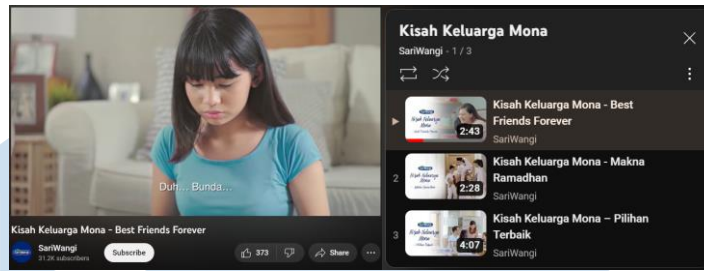 Duh... Bunda...
Kisah Keluarga Mona - Best Friends Forever
SariWangi
31.2K subscribers
Subscribe
373
Share
Kisah Keluarga Mona
SariWangi - 1 / 3
2:43
Kisah Keluarga Mona - Best
Friends Forever
SariWangi
2
2:28
Kisah Keluarga Mona - Makna
Ramadhan
SariWangi
3
4:07
Kisah Keluarga Mona – Pilihan
Terbaik
SariWangi